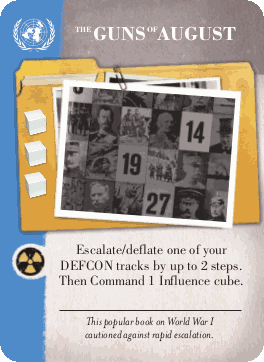 THE GUNS OF AUGUST
14
19
27
Escalate/deflate one of your
DEFCON tracks by up to 2 steps.
Then Command 1 Influence cube.
This popular book on World War I
cautioned against rapid escalation.